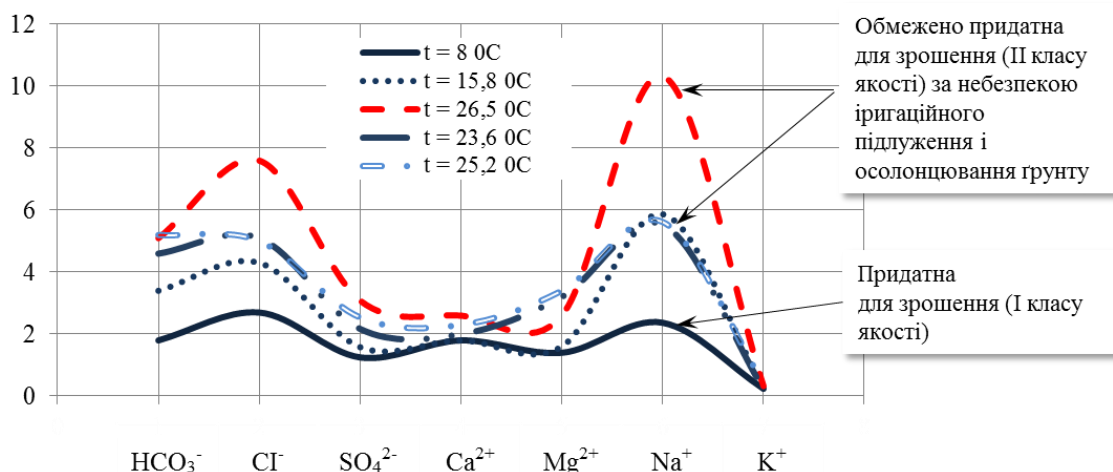 12
10
8
6
4
2
0
t = 8 0C
t = 15,8 0C
t = 26,5 0C
t = 23,6 0C
t = 25,2 0C
Обмежено придатна
для зрошення (ІІ класу
якості) за небезпекою
іригаційного
підлуження і
осолонцювання ґрунту
Придатна
для зрошення (І класу
якості)
HCO₃⁻ CI⁻ SO₄²⁻ Ca²⁺ Mg²⁺ Na⁺ K⁺